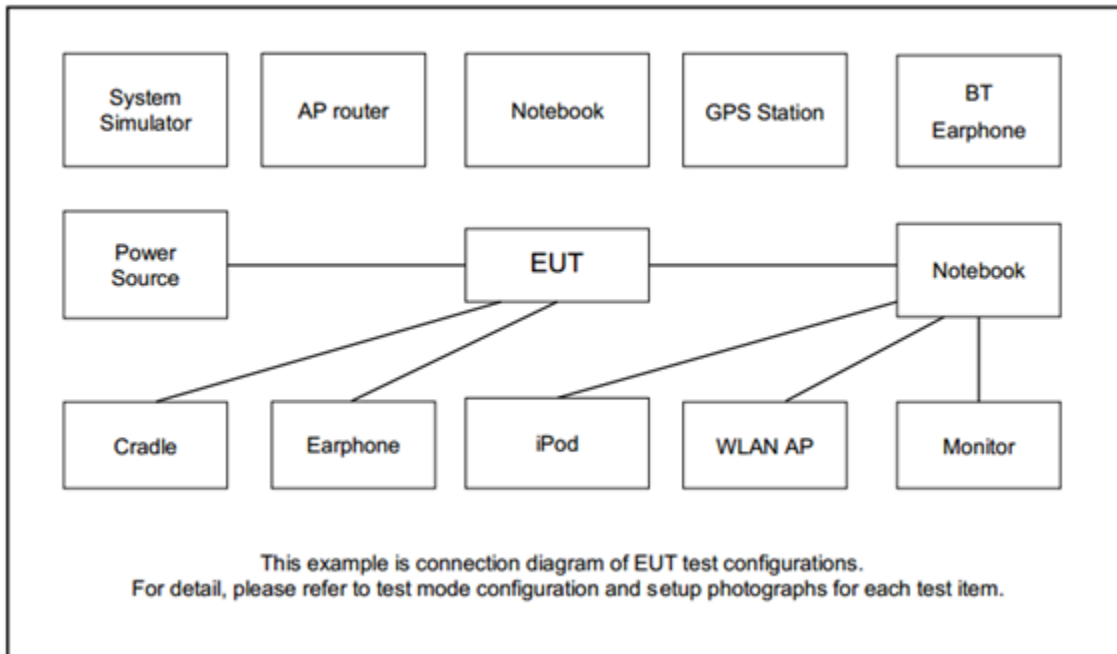 System
Simulator
AP router
Notebook
GPS Station
BT
Earphone
Power
Source
EUT
Notebook
Cradle
Earphone
iPod
WLAN AP
Monitor
This example is connection diagram of EUT test configurations.
For detail, please refer to test mode configuration and setup photographs for each test item.